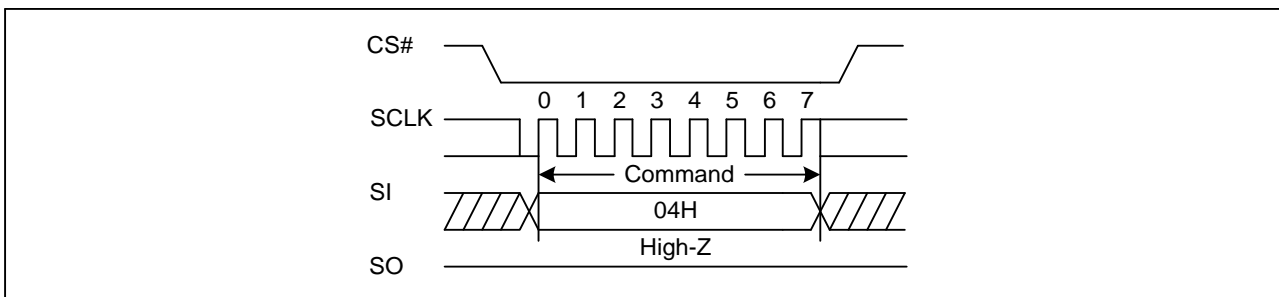 CS#
0 1 2 3 4 5 6 7
SCLK
Command
SI
04H
High-Z
SO